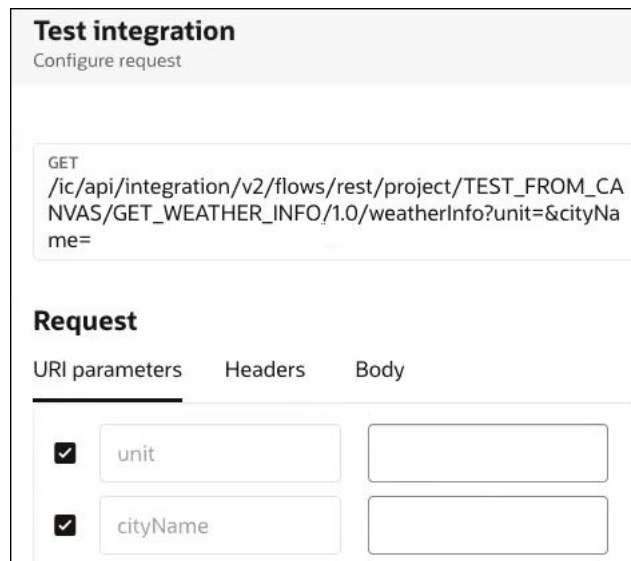 Test integration
Configure request
GET
/ic/api/integration/v2/flows/rest/project/TEST_FROM_CA
NVAS/GET_WEATHER_INFO/1.0/weatherInfo?unit=&cityNa
me=
Request
URI parameters Headers Body
unit
cityName